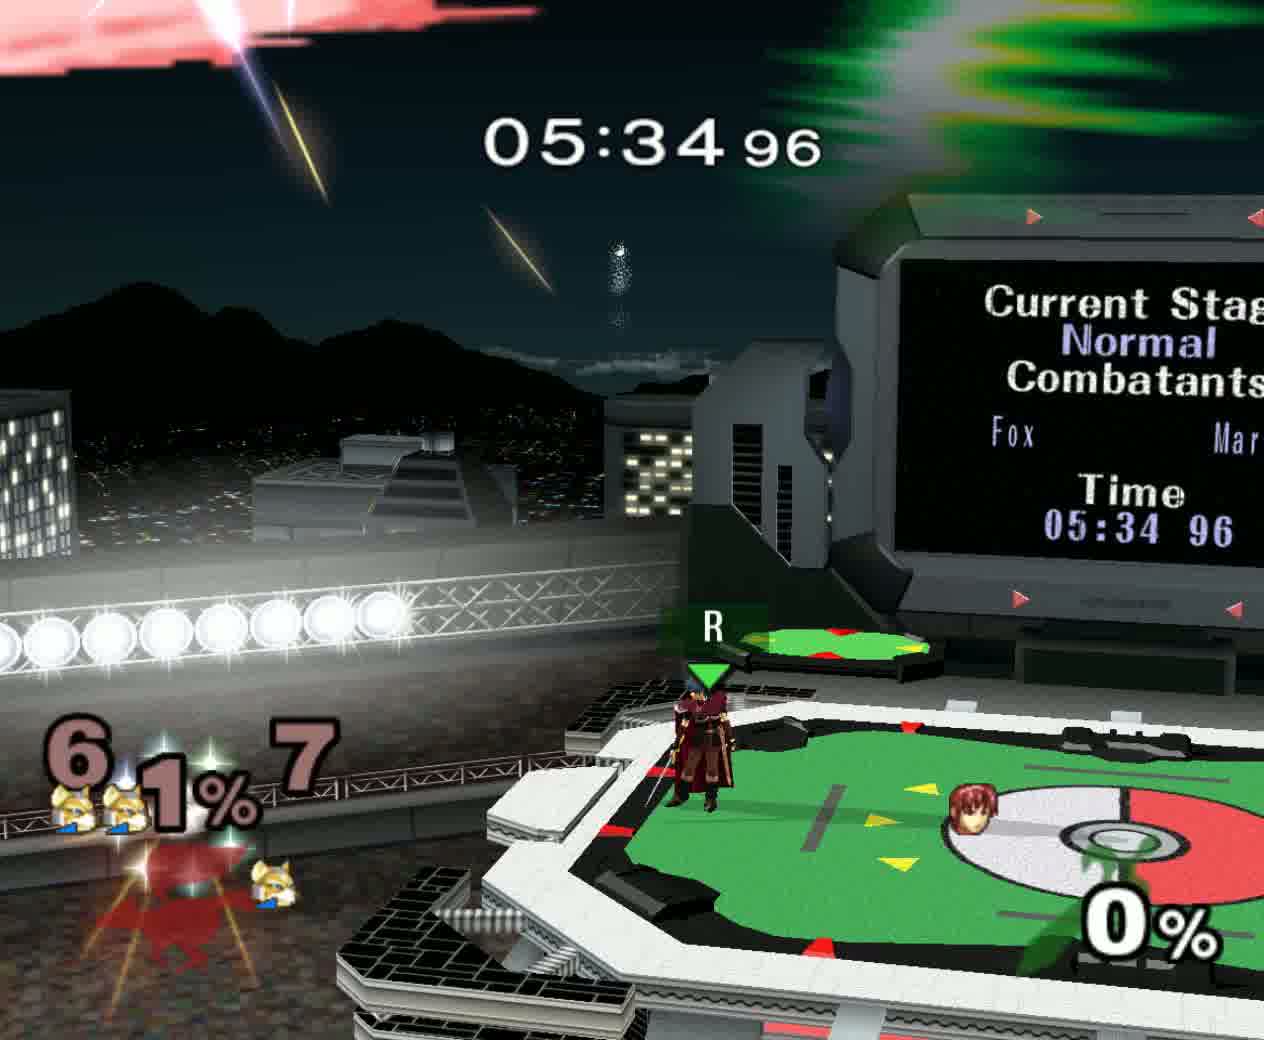 05:34 96
Current Stag
Normal
Combatants
Fox Mar
Time
05:34 96
R
6 1% 7
0%